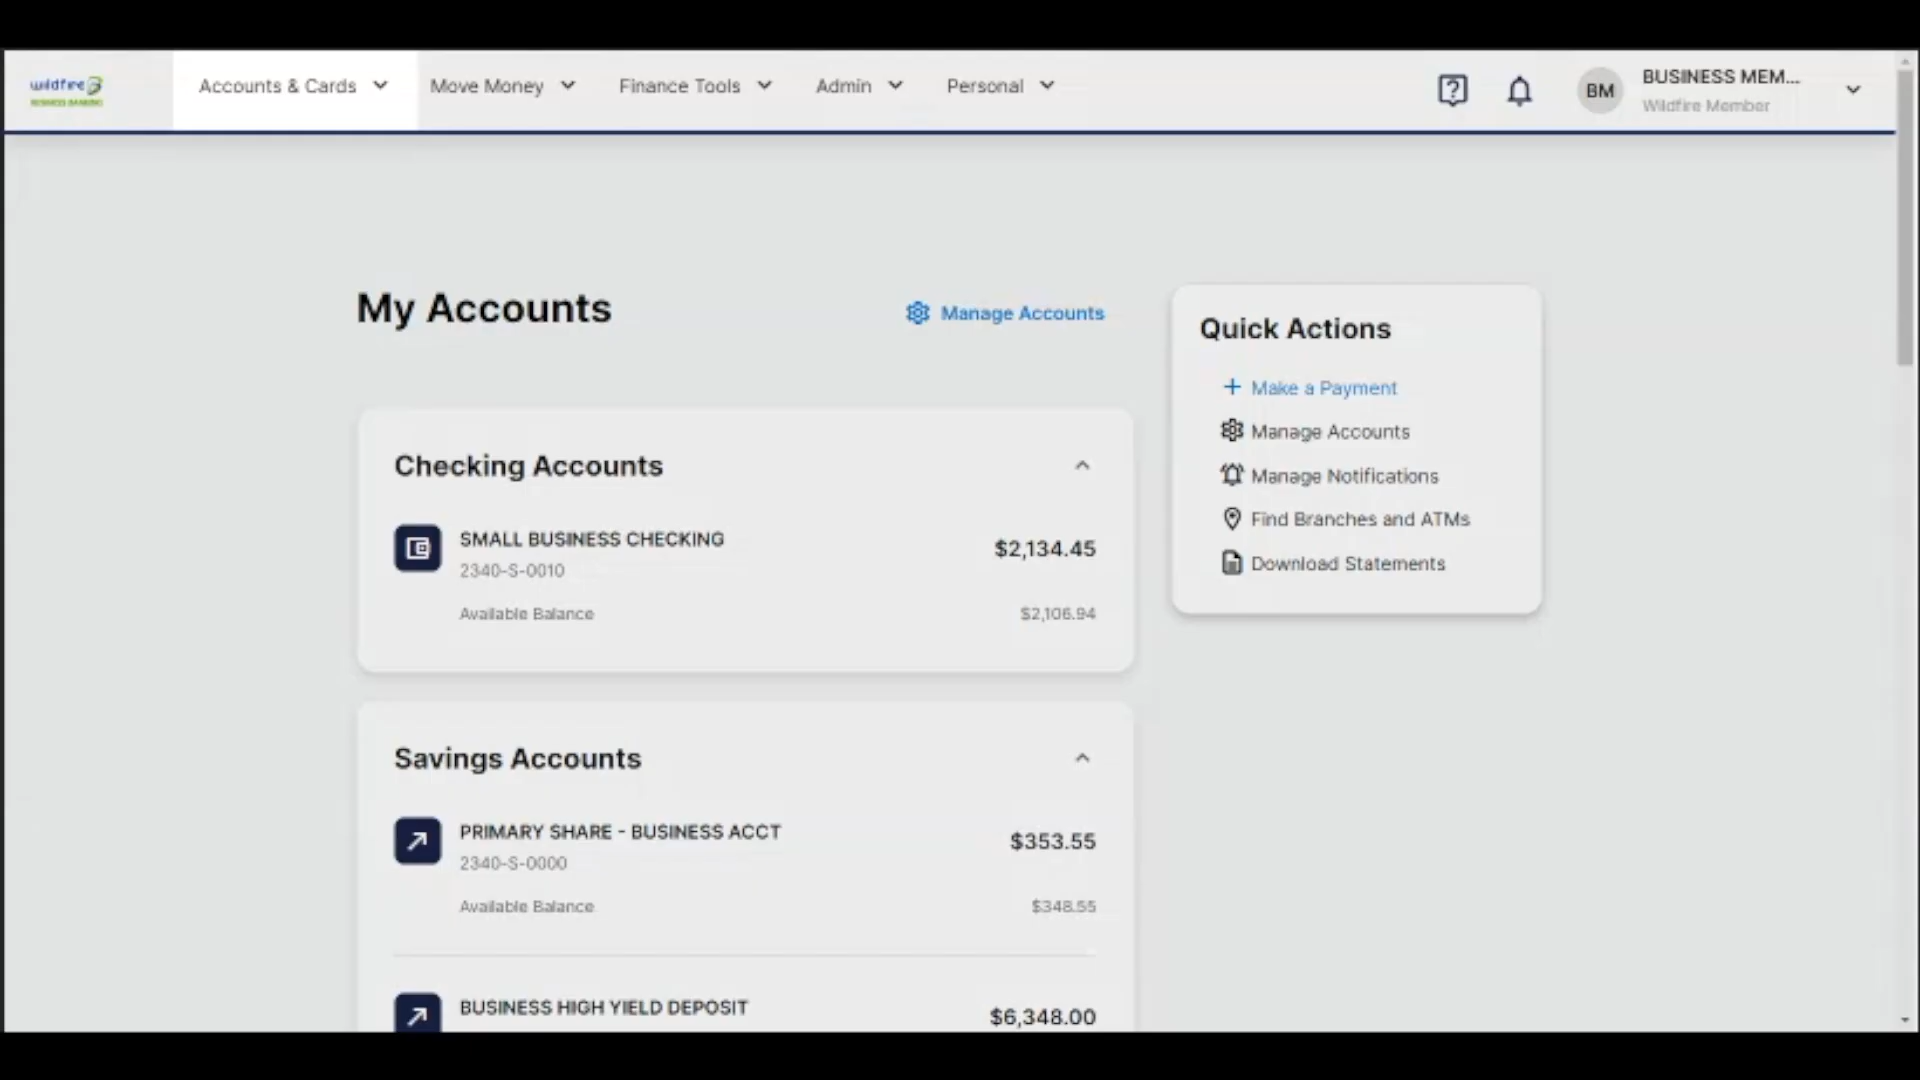 wildfire
BUSINESS BANKING
Accounts & Cards
Move Money
Finance Tools
Admin
Personal
BM
BUSINESS MEM...
Wildfire Member
My Accounts
Manage Accounts
Checking Accounts
SMALL BUSINESS CHECKING
$2,134.45
2340-S-0010
Available Balance
$2,106.94
Savings Accounts
PRIMARY SHARE - BUSINESS ACCT
$353.55
2340-S-0000
Available Balance
$348.55
BUSINESS HIGH YIELD DEPOSIT
$6,348.00
Quick Actions
Make a Payment
Manage Accounts
Manage Notifications
Find Branches and ATMs
Download Statements